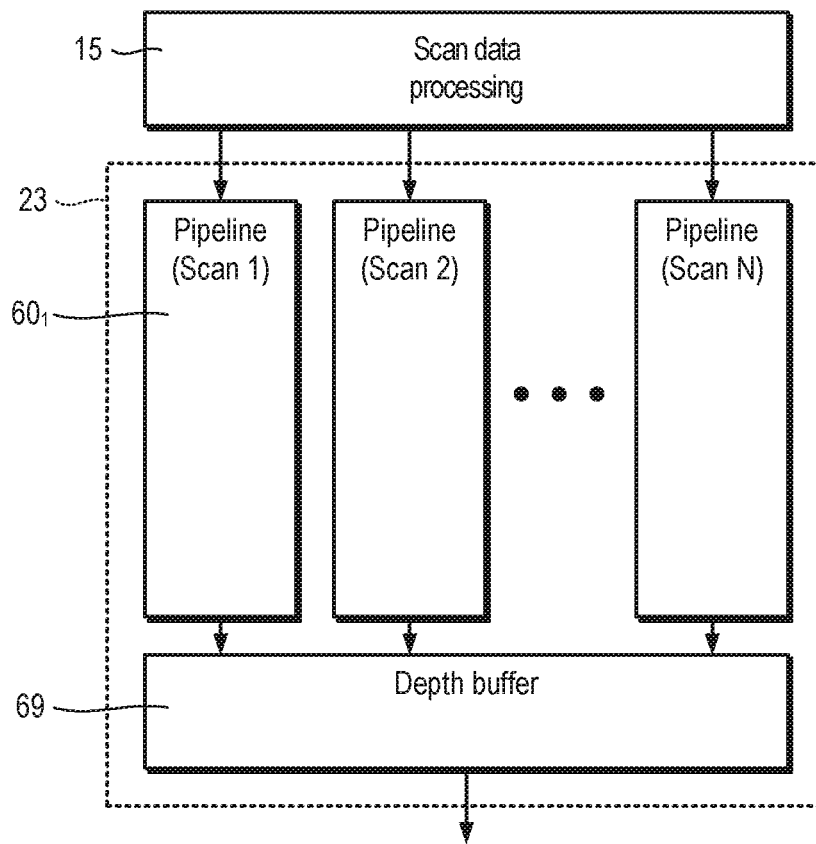 15
Scan data
processing
23
Pipeline
(Scan 1)
Pipeline
(Scan 2)
Pipeline
(Scan N)
60₁
Depth buffer
69